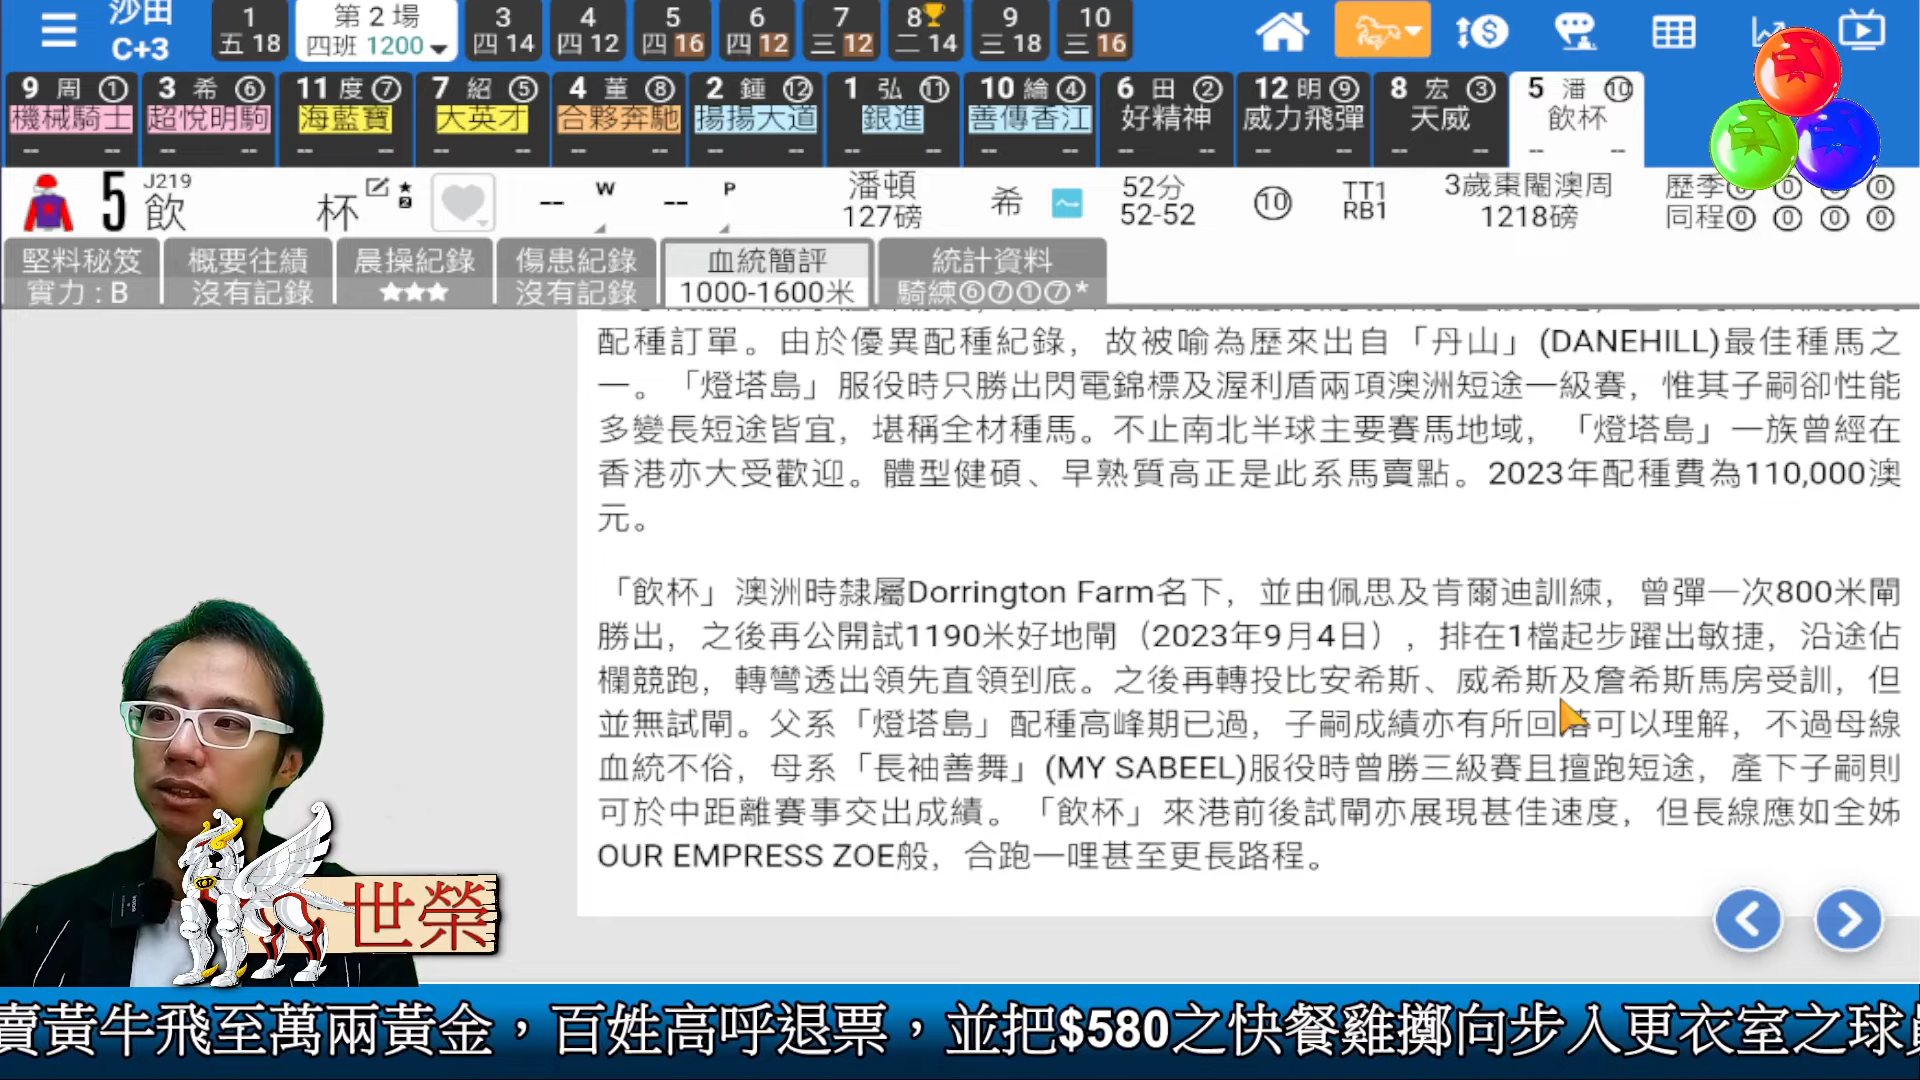 沙田
C+3
1
五 18
第 2 場
四班 1200
3
四 14
4
四 12
5
四 16
6
四 12
7
三 12
8
二 14
9
三 18
10
三 16
9 周 ①
機械騎士
-- --
3 希 ⑥
超悅明駒
-- --
11 度 ⑦
海藍寶
-- --
7 紹 ⑤
大英才
-- --
4 董 ⑧
合夥奔馳
-- --
2 鍾 ⑫
揚揚大道
-- --
1 弘 ⑪
銀進
-- --
10 綸 ④
善傳香江
-- --
6 田 ②
好精神
-- --
12 明 ⑨
威力飛彈
-- --
8 宏 ③
天威
-- --
5 潘 ⑩
飲杯
-- --
5 J219
飲 杯
★2
-- W -- P
潘頓
127磅
希
52分
52-52
⑩
TT1
RB1
3歲東閹澳周
1218磅
歷季⓪ ⓪
同程⓪ ⓪ ⓪ ⓪
堅料秘笈
實力 : B
概要往績
沒有記錄
晨操紀錄
★★★
傷患紀錄
沒有記錄
血統簡評
1000-1600米
統計資料
騎練⑥⑦①⑦*
配種訂單。由於優異配種紀錄，故被喻為歷來出自「丹山」(DANEHILL)最佳種馬之
一。「燈塔島」服役時只勝出閃電錦標及渥利盾兩項澳洲短途一級賽，惟其子嗣卻性能
多變長短途皆宜，堪稱全材種馬。不止南北半球主要賽馬地域，「燈塔島」一族曾經在
香港亦大受歡迎。體型健碩、早熟質高正是此系馬賣點。2023年配種費為110,000澳
元。
「飲杯」澳洲時隸屬Dorrington Farm名下，並由佩思及肯爾迪訓練，曾彈一次800米閘
勝出，之後再公開試1190米好地閘（2023年9月4日），排在1檔起步躍出敏捷，沿途佔
欄競跑，轉彎透出領先直領到底。之後再轉投比安希斯、威希斯及詹希斯馬房受訓，但
並無試閘。父系「燈塔島」配種高峰期已過，子嗣成績亦有所回落可以理解，不過母線
血統不俗，母系「長袖善舞」(MY SABEEL)服役時曾勝三級賽且擅跑短途，產下子嗣則
可於中距離賽事交出成績。「飲杯」來港前後試閘亦展現甚佳速度，但長線應如全姊
OUR EMPRESS ZOE般，合跑一哩甚至更長路程。
世榮
賣黃牛飛至萬兩黃金，百姓高呼退票，並把$580之快餐雞擲向步入更衣室之球